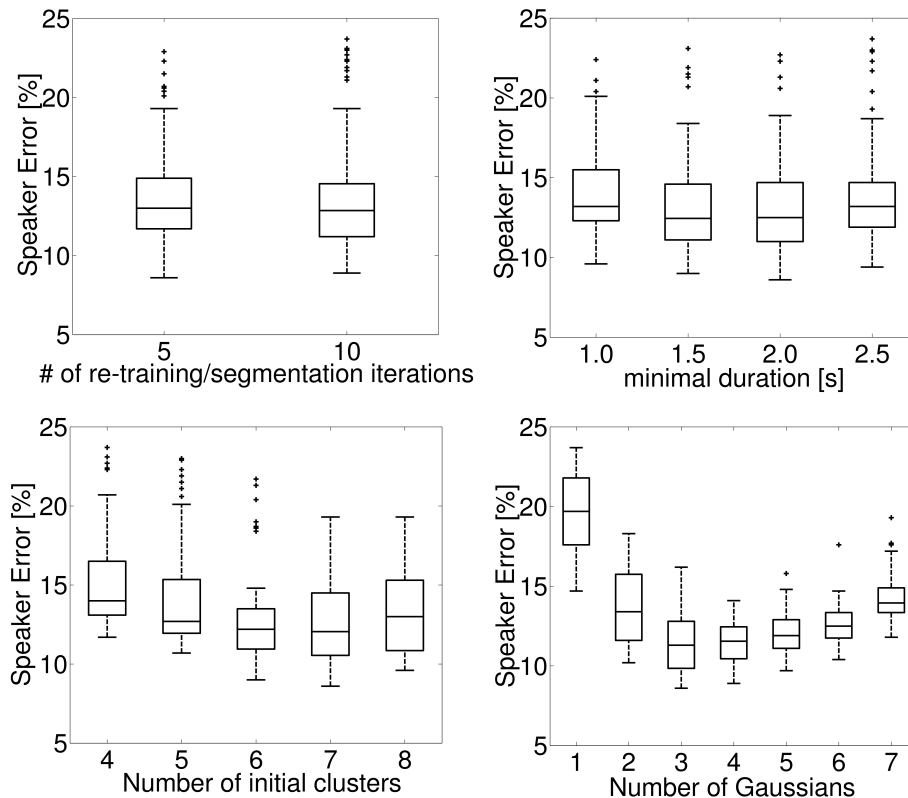 25
20
15
10
5
Speaker Error [%]
5 10
# of re-training/segmentation iterations
25
20
15
10
5
Speaker Error [%]
1.0 1.5 2.0 2.5
minimal duration [s]
25
20
15
10
5
Speaker Error [%]
4 5 6 7 8
Number of initial clusters
25
20
15
10
5
Speaker Error [%]
1 2 3 4 5 6 7
Number of Gaussians